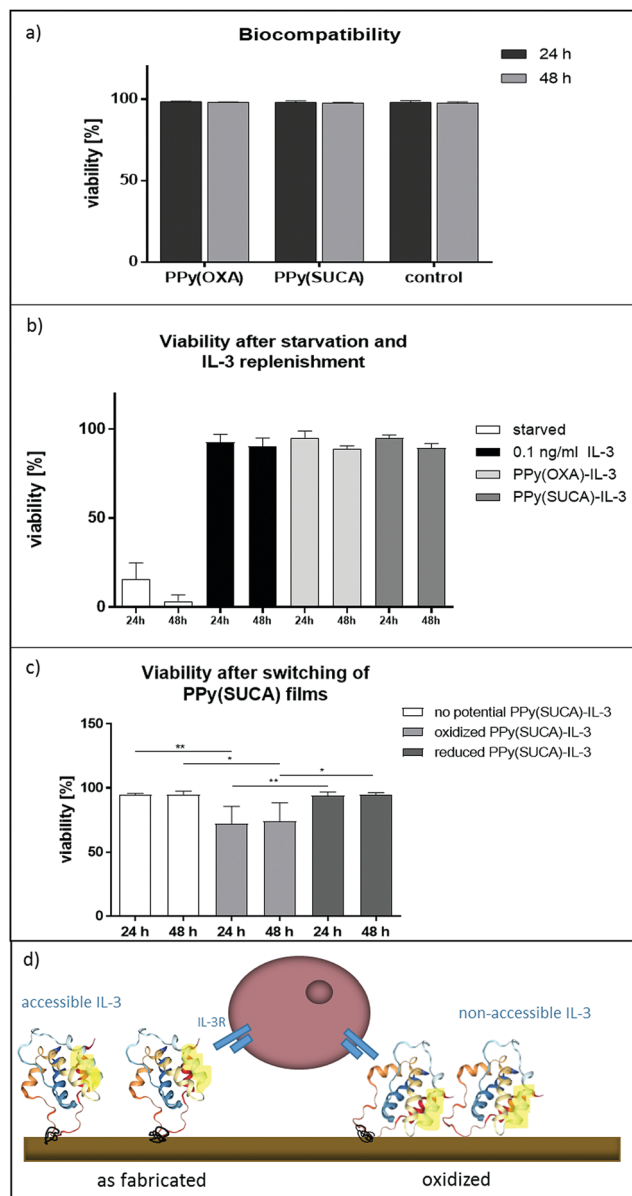 a)
Biocompatibility
24 h
48 h
viability [%]
100
50
0
PPy(OXA) PPy(SUCA) control
b)
Viability after starvation and
IL-3 replenishment
viability [%]
100
50
0
24h 48h 24h 48h 24h 48h 24h 48h
starved
0.1 ng/ml IL-3
PPy(OXA)-IL-3
PPy(SUCA)-IL-3
c)
Viability after switching of
PPy(SUCA) films
no potential PPy(SUCA)-IL-3
oxidized PPy(SUCA)-IL-3
reduced PPy(SUCA)-IL-3
viability [%]
150
100
50
0
**
*
*
**
24 h 48 h 24 h 48 h 24 h 48 h
d)
accessible IL-3
IL-3R
non-accessible IL-3
as fabricated
oxidized